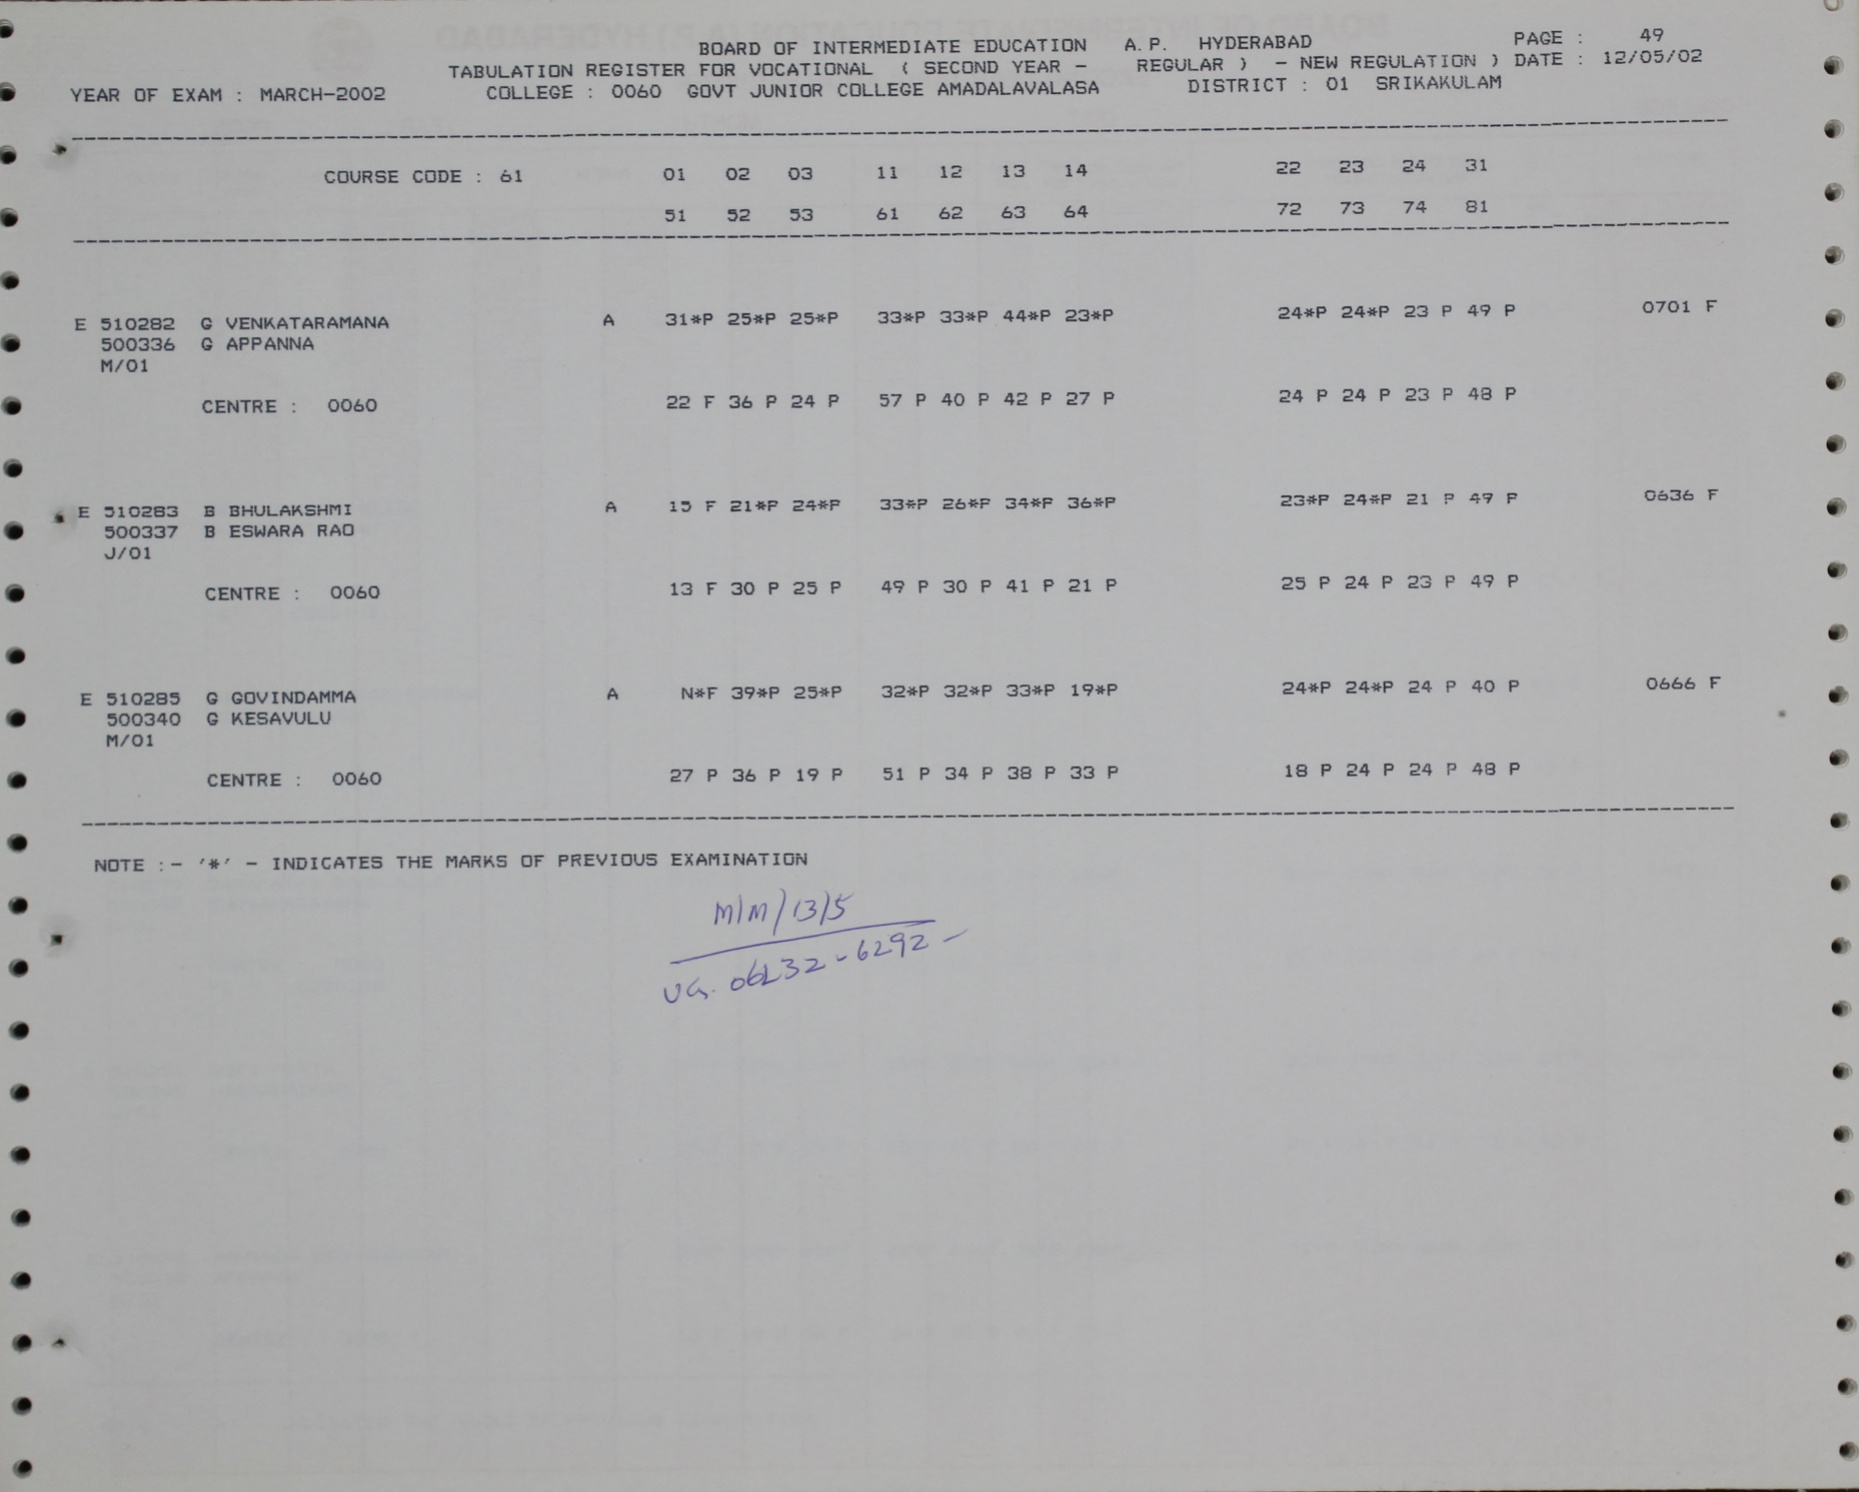 BOARD OF INTERMEDIATE EDUCATION A.P. HYDERABAD PAGE : 49
TABULATION REGISTER FOR VOCATIONAL ( SECOND YEAR - REGULAR ) - NEW REGULATION ) DATE : 12/05/02
YEAR OF EXAM : MARCH-2002 COLLEGE : 0060 GOVT JUNIOR COLLEGE AMADALAVALASA DISTRICT : 01 SRIKAKULAM
COURSE CODE : 61 01 02 03 11 12 13 14 22 23 24 31
51 52 53 61 62 63 64 72 73 74 81
E 510282 G VENKATARAMANA A 31*P 25*P 25*P 33*P 33*P 44*P 23*P 24*P 24*P 23 P 49 P 0701 F
500336 G APPANNA
M/01
CENTRE : 0060 22 F 36 P 24 P 57 P 40 P 42 P 27 P 24 P 24 P 23 P 48 P
E 510283 B BHULAKSHMI A 15 F 21*P 24*P 33*P 26*P 34*P 36*P 23*P 24*P 21 P 49 P 0636 F
500337 B ESWARA RAO
J/01
CENTRE : 0060 13 F 30 P 25 P 49 P 30 P 41 P 21 P 25 P 24 P 23 P 49 P
E 510285 G GOVINDAMMA A N*F 39*P 25*P 32*P 32*P 33*P 19*P 24*P 24*P 24 P 40 P 0666 F
500340 G KESAVULU
M/01
CENTRE : 0060 27 P 36 P 19 P 51 P 34 P 38 P 33 P 18 P 24 P 24 P 48 P
NOTE :- '*' - INDICATES THE MARKS OF PREVIOUS EXAMINATION
M/M/13/5
6292